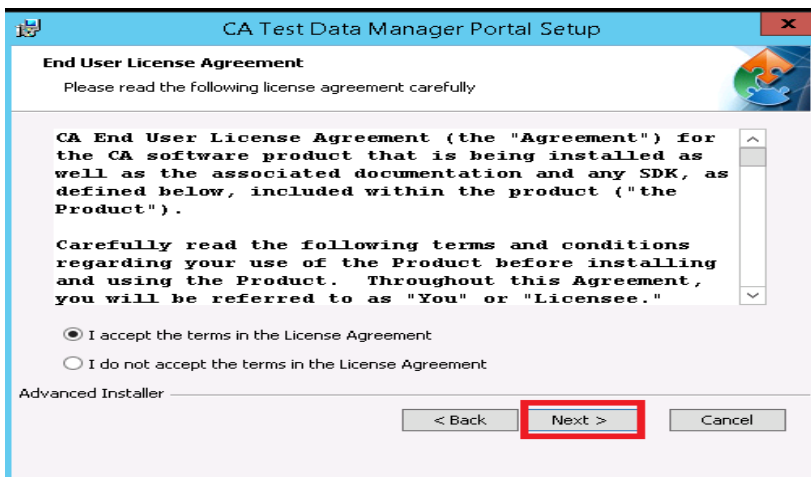 CA Test Data Manager Portal Setup
x
End User License Agreement
Please read the following license agreement carefully
CA End User License Agreement (the "Agreement") for
the CA software product that is being installed as
well as the associated documentation and any SDK, as
defined below, included within the product ("the
Product").
Carefully read the following terms and conditions
regarding your use of the Product before installing
and using the Product.  Throughout this Agreement,
you will be referred to as "You" or "Licensee."
I accept the terms in the License Agreement
I do not accept the terms in the License Agreement
Advanced Installer
< Back Next > Cancel